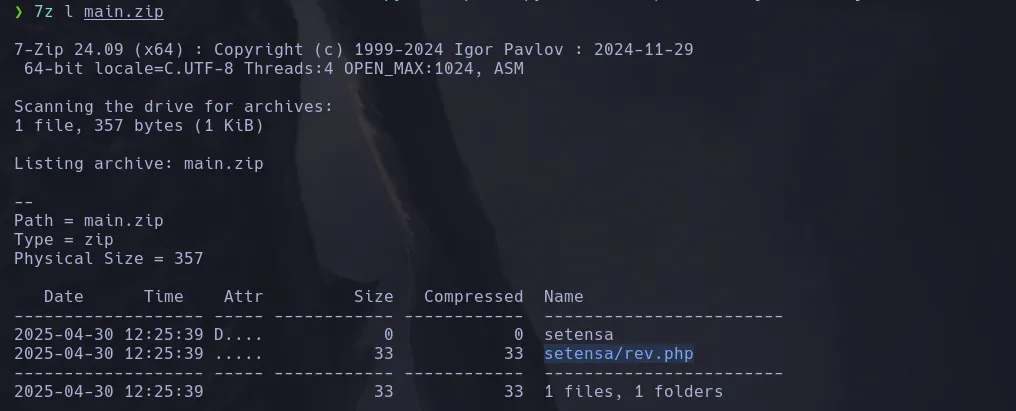 ❯ 7z l main.zip
7-Zip 24.09 (x64) : Copyright (c) 1999-2024 Igor Pavlov : 2024-11-29
 64-bit locale=C.UTF-8 Threads:4 OPEN_MAX:1024, ASM
Scanning the drive for archives:
1 file, 357 bytes (1 KiB)
Listing archive: main.zip
--
Path = main.zip
Type = zip
Physical Size = 357
   Date      Time    Attr         Size   Compressed  Name
------------------- ----- ------------ ------------  ------------------------
2025-04-30 12:25:39 D....            0            0  setensa
2025-04-30 12:25:39 .....           33           33  setensa/rev.php
------------------- ----- ------------ ------------  ------------------------
2025-04-30 12:25:39                 33           33  1 files, 1 folders